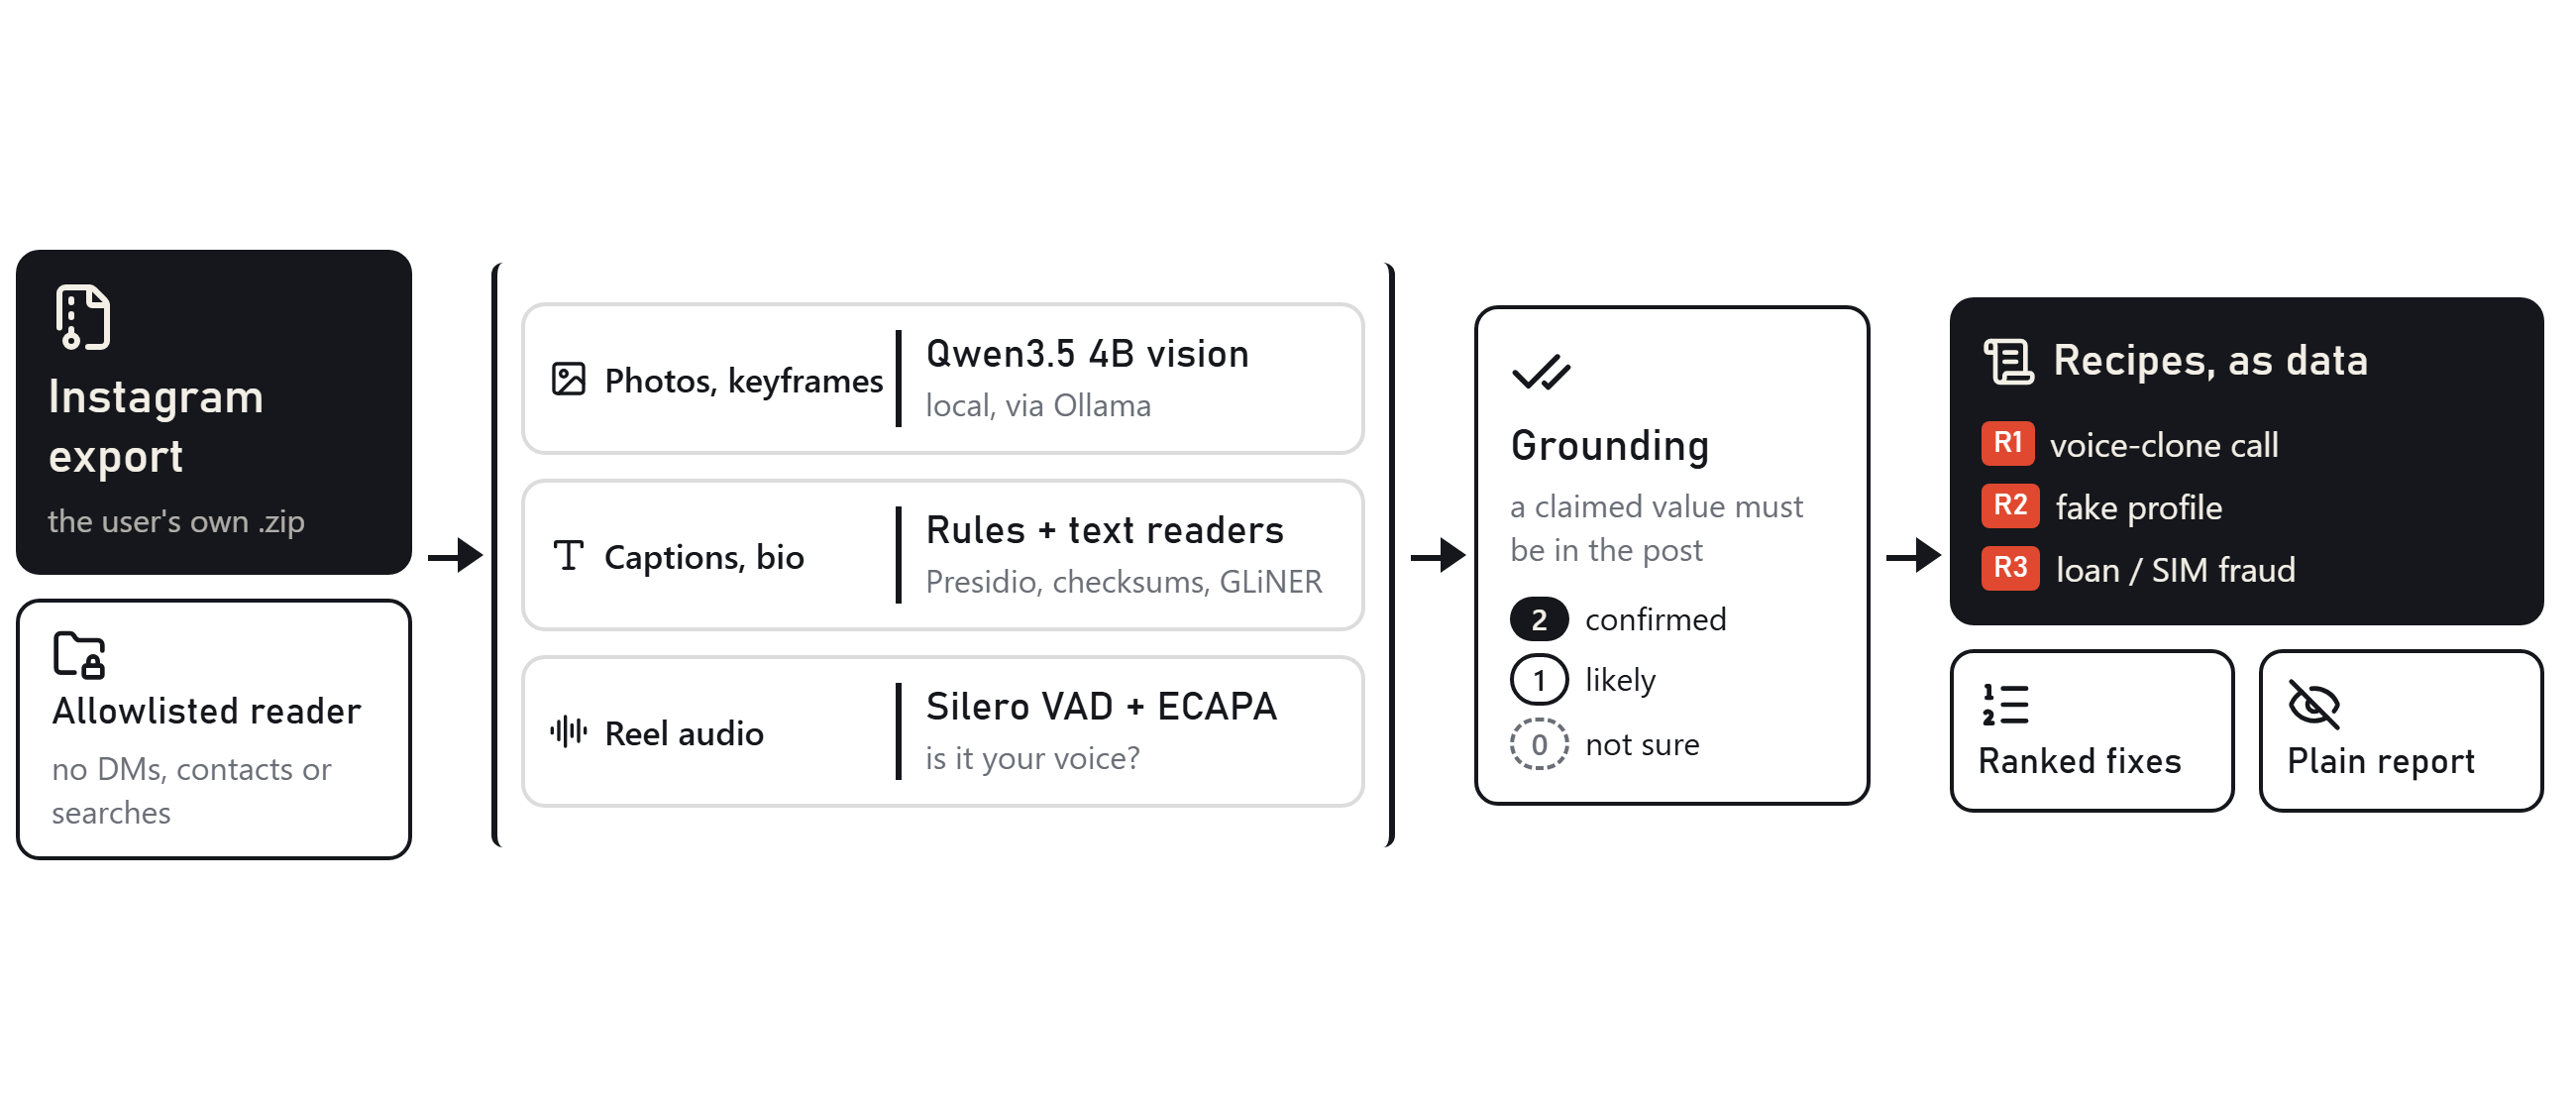 Instagram
export
the user's own .zip
Allowlisted reader
no DMs, contacts or
searches
Photos, keyframes
Qwen3.5 4B vision
local, via Ollama
Captions, bio
Rules + text readers
Presidio, checksums, GLiNER
Reel audio
Silero VAD + ECAPA
is it your voice?
Grounding
a claimed value must
be in the post
2 confirmed
1 likely
0 not sure
Recipes, as data
R1 voice-clone call
R2 fake profile
R3 loan / SIM fraud
Ranked fixes
Plain report